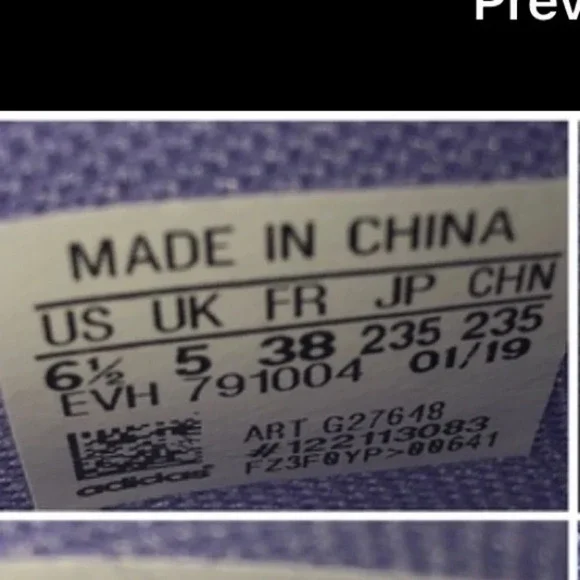 Prev
MADE IN CHINA
US UK FR JP CHN
6½ 5 38 235 235
EVH 791004 01/19
ART G27648
#122113083
FZ3F0YP>00641
adidas